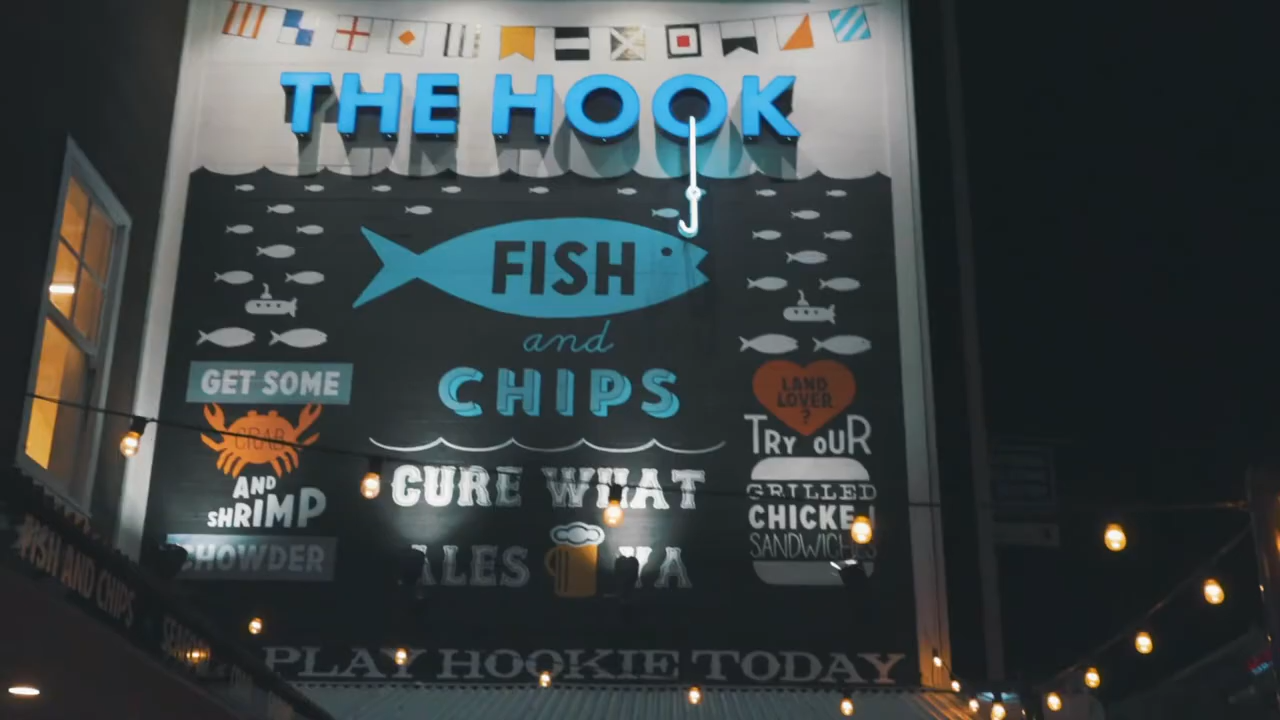 THE HOOK
FISH
and
CHIPS
CURE WHAT
ALES YA
GET SOME
CRAB
AND
SHRIMP
CHOWDER
LAND
LOVER
?
TRY OUR
GRILLED
CHICKEN
SANDWICHES
PLAY HOOKIE TODAY
FISH AND CHIPS